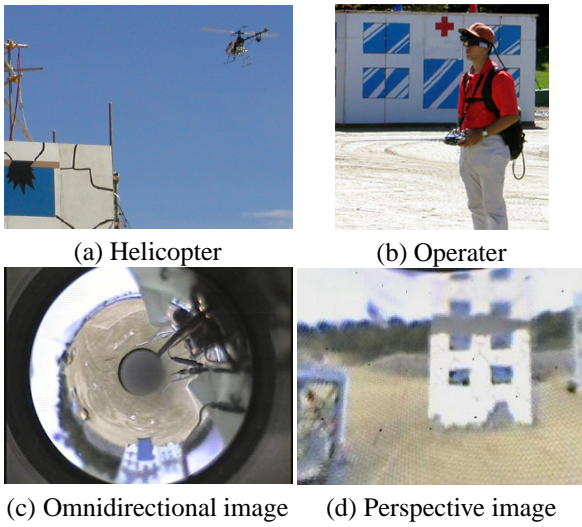 (a) Helicopter
(b) Operater
(c) Omnidirectional image
(d) Perspective image